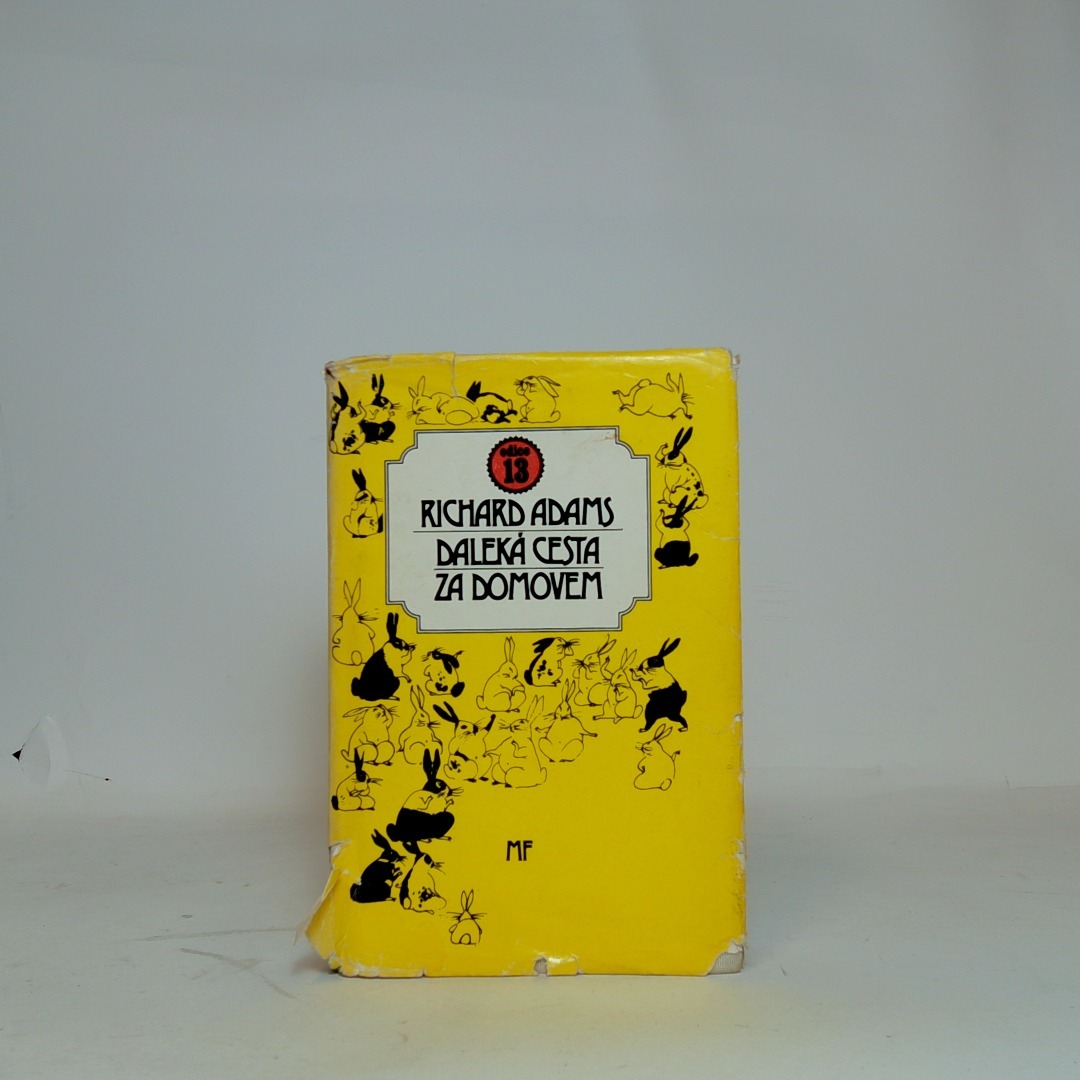 edice
13
RICHARD ADAMS
DALEKÁ CESTA
ZA DOMOVEM
MF